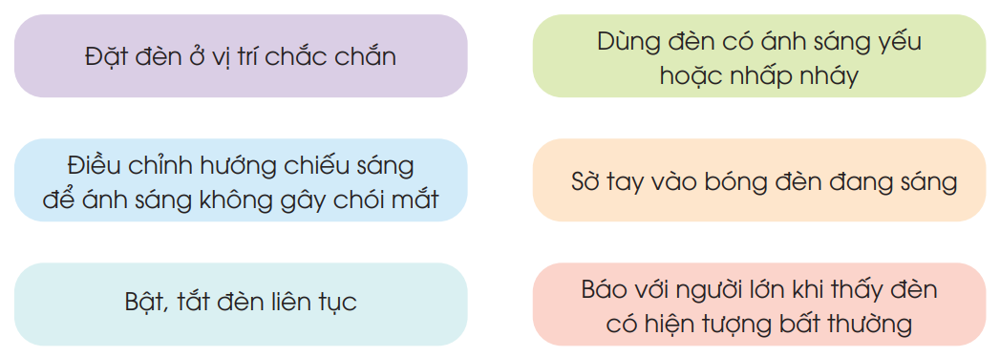 Đặt đèn ở vị trí chắc chắn
Dùng đèn có ánh sáng yếu
hoặc nhấp nháy
Điều chỉnh hướng chiếu sáng
để ánh sáng không gây chói mắt
Sờ tay vào bóng đèn đang sáng
Bật, tắt đèn liên tục
Báo với người lớn khi thấy đèn
có hiện tượng bất thường